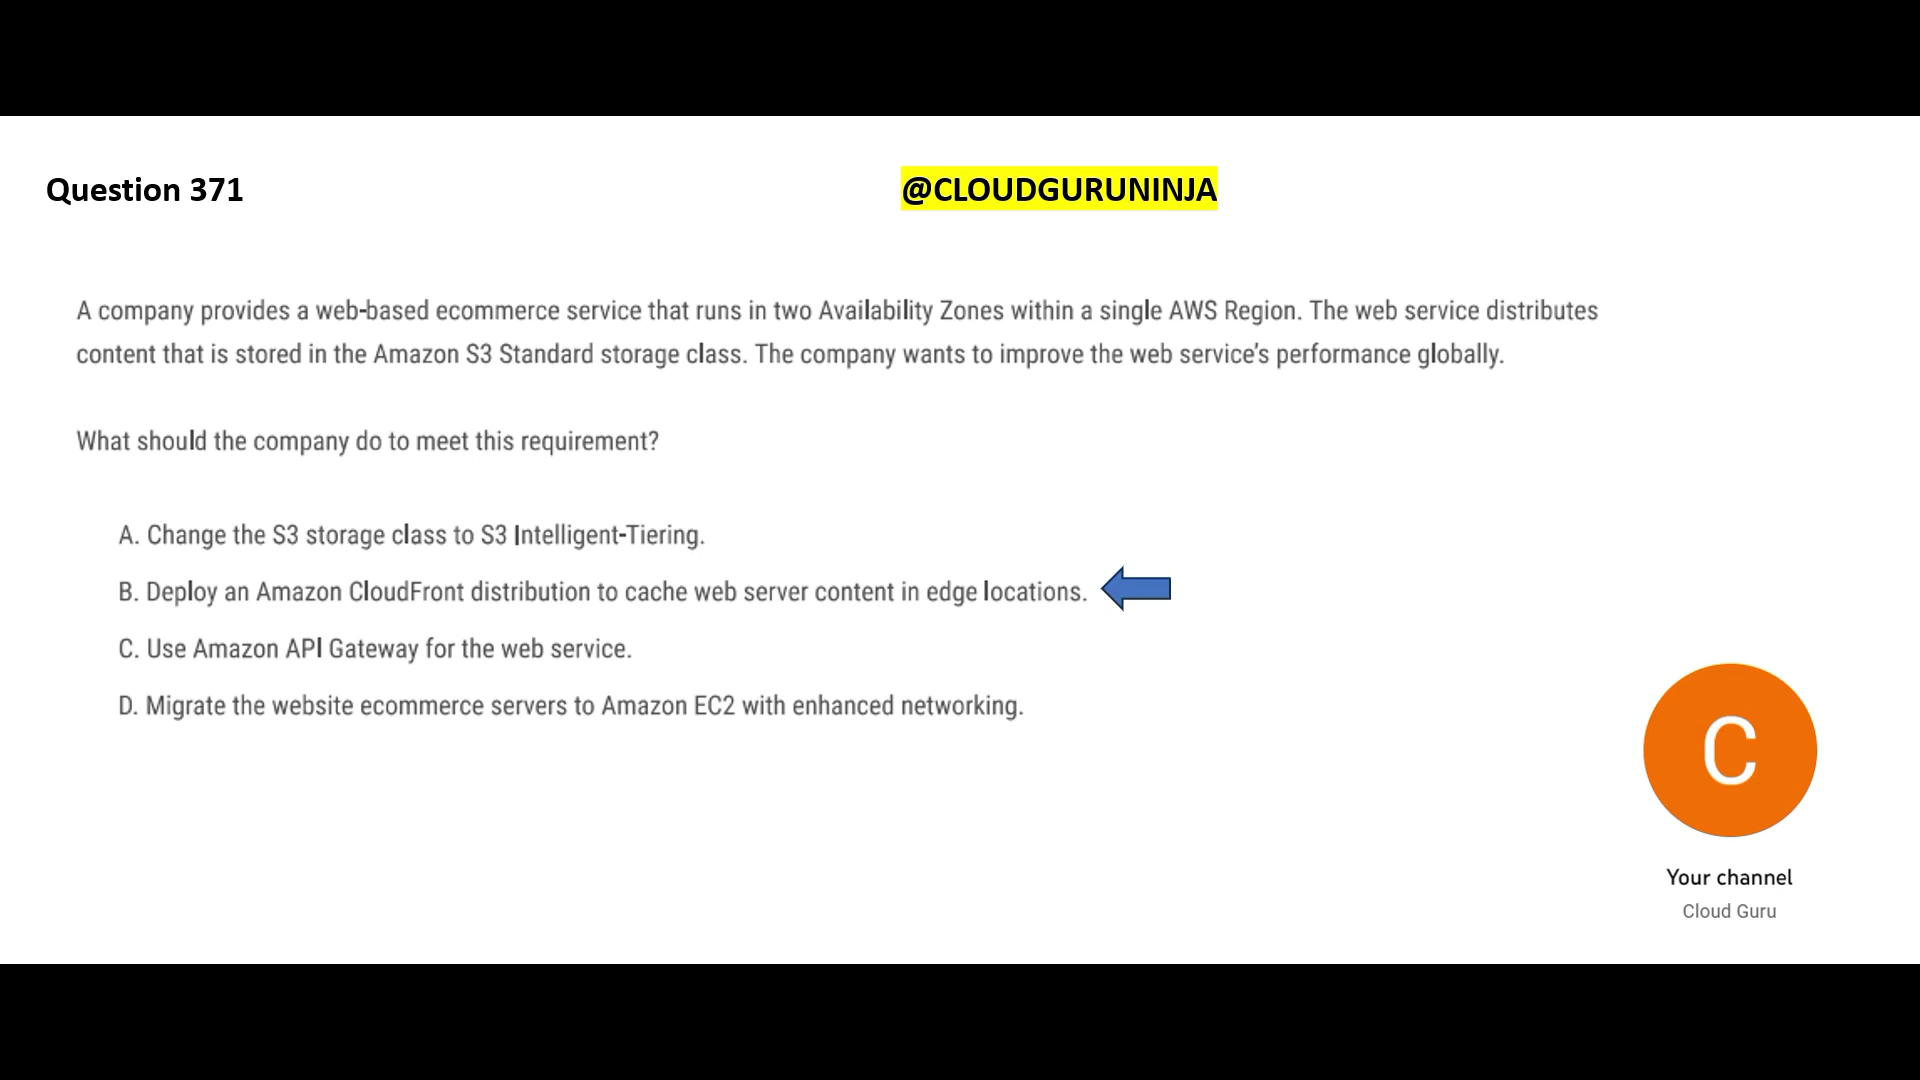 Question 371
@CLOUDGURUNINJA
A company provides a web-based ecommerce service that runs in two Availability Zones within a single AWS Region. The web service distributes
content that is stored in the Amazon S3 Standard storage class. The company wants to improve the web service's performance globally.
What should the company do to meet this requirement?
A. Change the S3 storage class to S3 Intelligent-Tiering.
B. Deploy an Amazon CloudFront distribution to cache web server content in edge locations.
C. Use Amazon API Gateway for the web service.
D. Migrate the website ecommerce servers to Amazon EC2 with enhanced networking.
C
Your channel
Cloud Guru